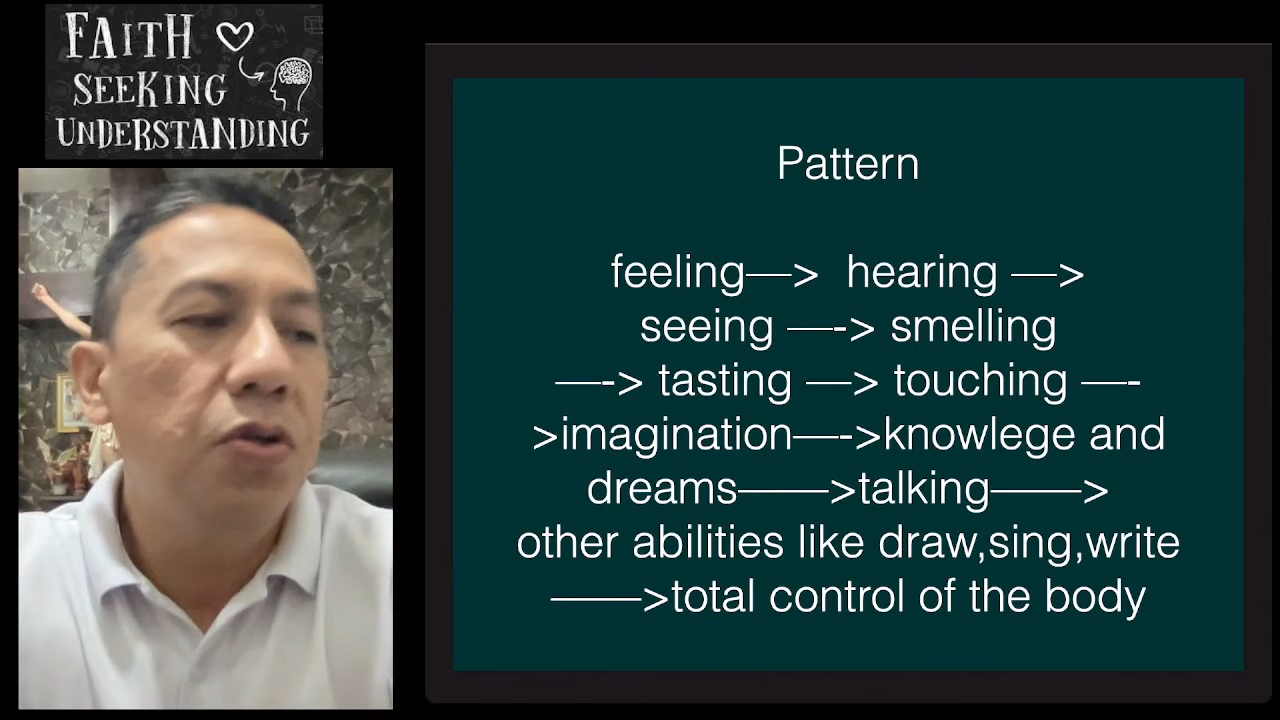 FAITH
SEEKING
UNDERSTANDING
Pattern
feeling—> hearing —>
seeing —-> smelling
—-> tasting —> touching —-
>imagination—->knowlege and
dreams——>talking——>
other abilities like draw,sing,write
——>total control of the body